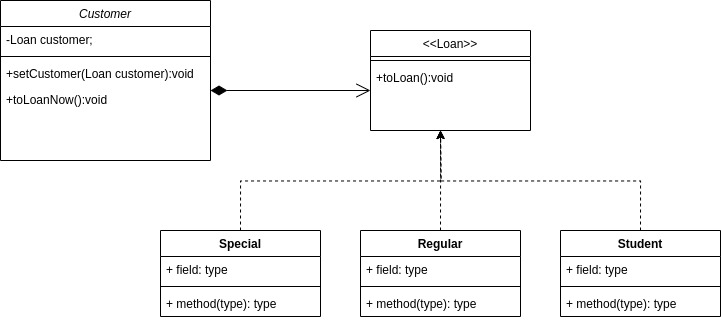 Customer
-Loan customer;
+setCustomer(Loan customer):void
+toLoanNow():void
<<Loan>>
+toLoan():void
Special
+ field: type
+ method(type): type
Regular
+ field: type
+ method(type): type
Student
+ field: type
+ method(type): type